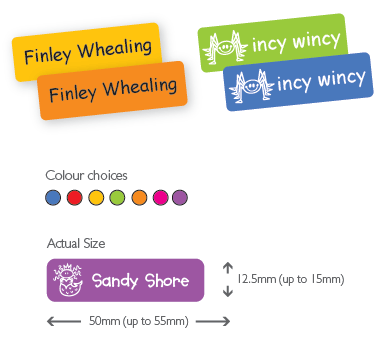 Finley Whealing
Finley Whealing
incy wincy
incy wincy
Colour choices
Actual Size
Sandy Shore
12.5mm (up to 15mm)
50mm (up to 55mm)